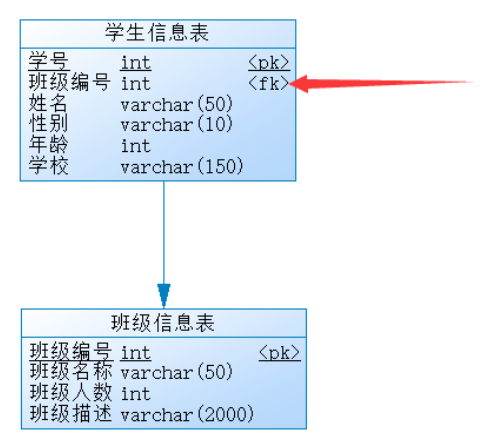 学生信息表
学号 int <pk>
班级编号 int <fk>
姓名 varchar(50)
性别 varchar(10)
年龄 int
学校 varchar(150)
班级信息表
班级编号 int <pk>
班级名称 varchar(50)
班级人数 int
班级描述 varchar(2000)